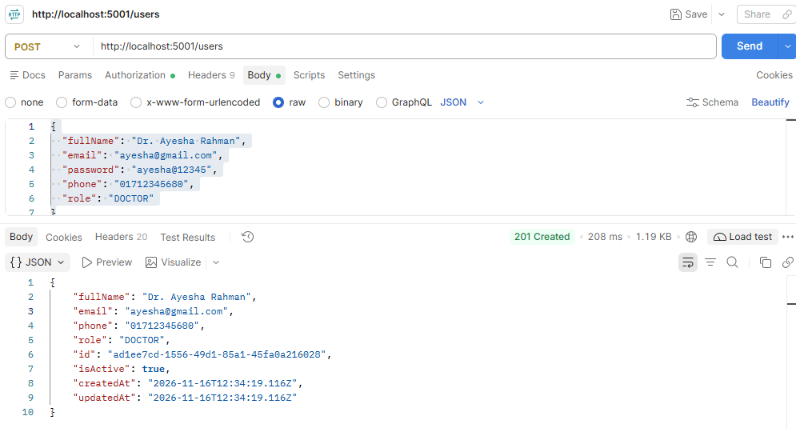 HTTP http://localhost:5001/users Save Share
POST http://localhost:5001/users Send
Docs Params Authorization Headers 9 Body Scripts Settings Cookies
none form-data x-www-form-urlencoded raw binary GraphQL JSON Schema Beautify
1 {
2 "fullName": "Dr. Ayesha Rahman",
3 "email": "ayesha@gmail.com",
4 "password": "ayesha@12345",
5 "phone": "01712345680",
6 "role": "DOCTOR"
7 }
Body Cookies Headers 20 Test Results 201 Created • 208 ms • 1.19 KB • Load test
{} JSON Preview Visualize
1 {
2 "fullName": "Dr. Ayesha Rahman",
3 "email": "ayesha@gmail.com",
4 "phone": "01712345680",
5 "role": "DOCTOR",
6 "id": "ad1ee7cd-1556-49d1-85a1-45fa0a216028",
7 "isActive": true,
8 "createdAt": "2026-11-16T12:34:19.116Z",
9 "updatedAt": "2026-11-16T12:34:19.116Z"
10 }